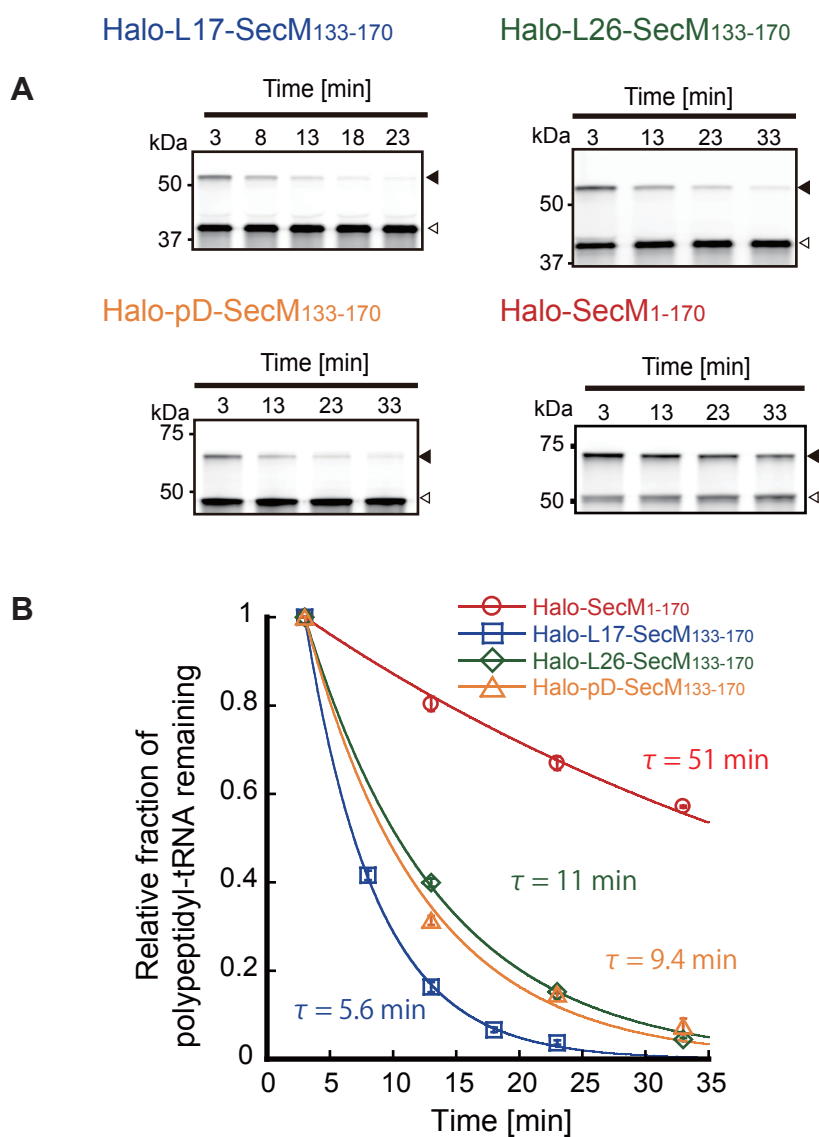 Halo-L17-SecM133-170 Halo-L26-SecM133-170
A
Time [min] Time [min]
kDa 3 8 13 18 23
kDa 3 13 23 33
50
37
50
37
Halo-pD-SecM133-170 Halo-SecM1-170
Time [min] Time [min]
kDa 3 13 23 33
kDa 3 13 23 33
75
50
75
50
B
Relative fraction of
polypeptidyl-tRNA remaining
1
0.8
0.6
0.4
0.2
0
Halo-SecM1-170
Halo-L17-SecM133-170
Halo-L26-SecM133-170
Halo-pD-SecM133-170
τ = 51 min
τ = 11 min
τ = 9.4 min
τ = 5.6 min
0 5 10 15 20 25 30 35
Time [min]